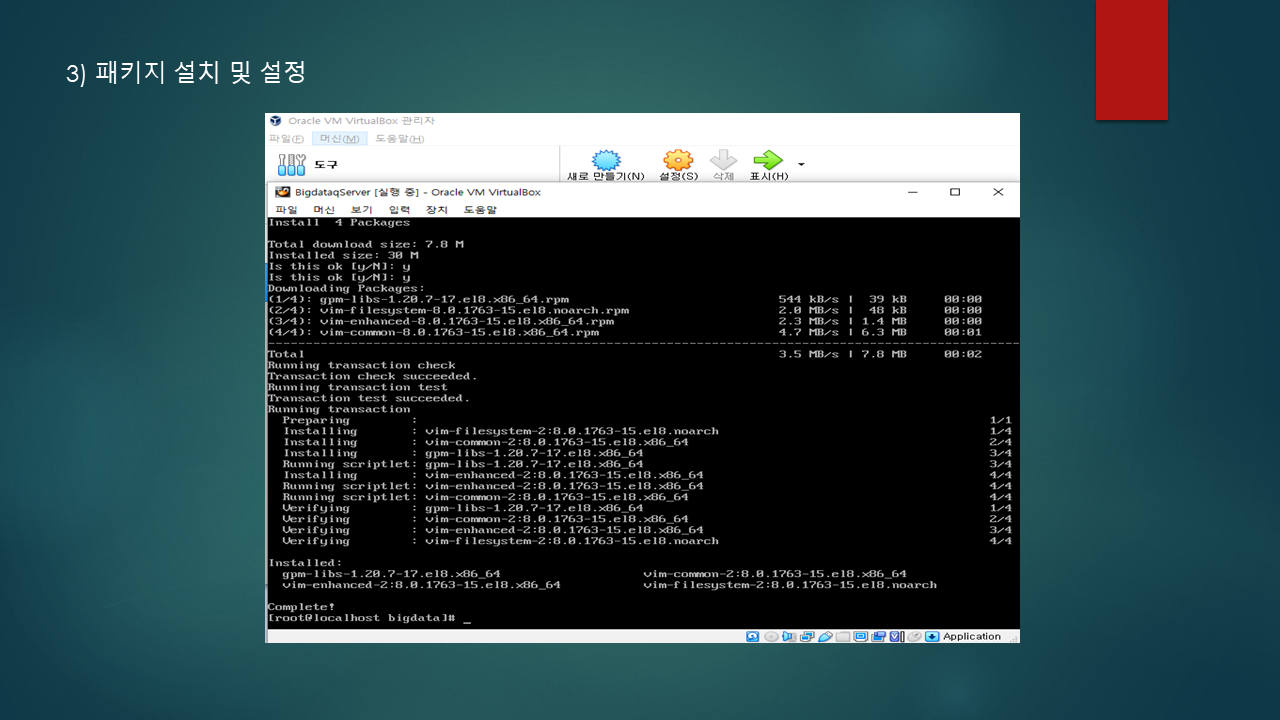 3) 패키지 설치 및 설정
Oracle VM VirtualBox 관리자
파일(F) 머신(M) 도움말(H)
도구 새로 만들기(N) 설정(S) 삭제 표시(H)
BigdataqServer [실행 중] - Oracle VM VirtualBox
파일 머신 보기 입력 장치 도움말
Install 4 Packages
Total download size: 7.8 M
Installed size: 30 M
Is this ok [y/N]: y
Is this ok [y/N]: y
Downloading Packages:
(1/4): gpm-libs-1.20.7-17.el8.x86_64.rpm 544 kB/s | 39 kB 00:00
(2/4): vim-filesystem-8.0.1763-15.el8.noarch.rpm 2.0 MB/s | 48 kB 00:00
(3/4): vim-enhanced-8.0.1763-15.el8.x86_64.rpm 2.3 MB/s | 1.4 MB 00:00
(4/4): vim-common-8.0.1763-15.el8.x86_64.rpm 4.7 MB/s | 6.3 MB 00:01
Total 3.5 MB/s | 7.8 MB 00:02
Running transaction check
Transaction check succeeded.
Running transaction test
Transaction test succeeded.
Running transaction
Preparing : 1/1
Installing : vim-filesystem-2:8.0.1763-15.el8.noarch 1/4
Installing : vim-common-2:8.0.1763-15.el8.x86_64 2/4
Installing : gpm-libs-1.20.7-17.el8.x86_64 3/4
Running scriptlet: gpm-libs-1.20.7-17.el8.x86_64 3/4
Installing : vim-enhanced-2:8.0.1763-15.el8.x86_64 4/4
Running scriptlet: vim-enhanced-2:8.0.1763-15.el8.x86_64 4/4
Running scriptlet: vim-common-2:8.0.1763-15.el8.x86_64 4/4
Verifying : gpm-libs-1.20.7-17.el8.x86_64 1/4
Verifying : vim-common-2:8.0.1763-15.el8.x86_64 2/4
Verifying : vim-enhanced-2:8.0.1763-15.el8.x86_64 3/4
Verifying : vim-filesystem-2:8.0.1763-15.el8.noarch 4/4
Installed:
gpm-libs-1.20.7-17.el8.x86_64 vim-common-2:8.0.1763-15.el8.x86_64
vim-enhanced-2:8.0.1763-15.el8.x86_64 vim-filesystem-2:8.0.1763-15.el8.noarch
Complete!
[root@localhost bigdata]# _
Application